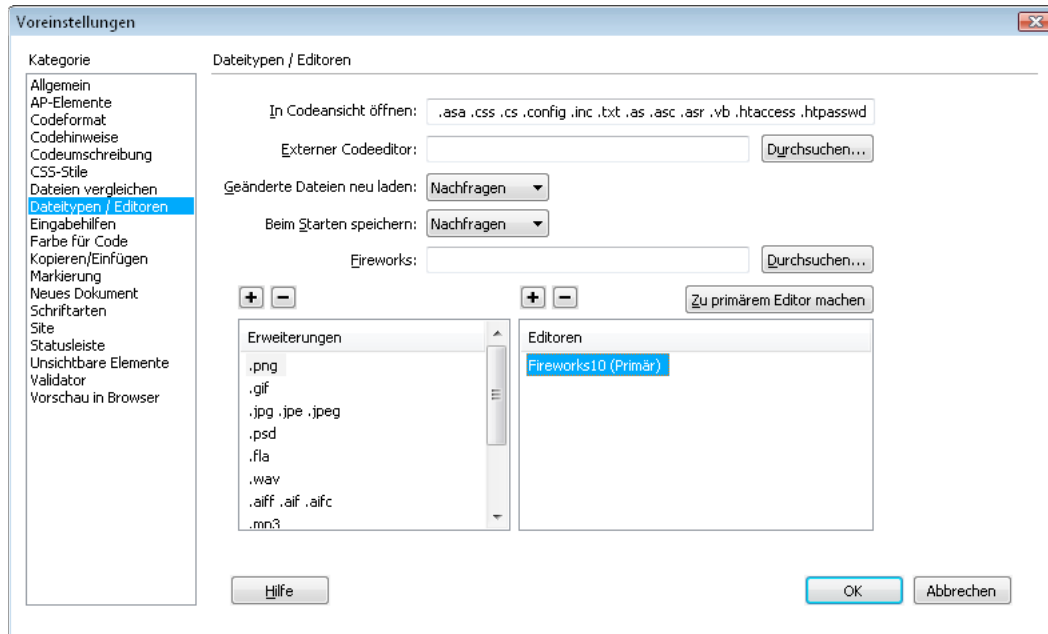 Voreinstellungen
Kategorie
Allgemein
AP-Elemente
Codeformat
Codehinweise
Codeumschreibung
CSS-Stile
Dateien vergleichen
Dateitypen / Editoren
Eingabehilfen
Farbe für Code
Kopieren/Einfügen
Markierung
Neues Dokument
Schriftarten
Site
Statusleiste
Unsichtbare Elemente
Validator
Vorschau in Browser
Dateitypen / Editoren
In Codeansicht öffnen: .asa .css .cs .config .inc .txt .as .asc .asr .vb .htaccess .htpasswd
Externer Codeeditor: Durchsuchen...
Geänderte Dateien neu laden: Nachfragen
Beim Starten speichern: Nachfragen
Fireworks: Durchsuchen...
Zu primärem Editor machen
Erweiterungen
.png
.gif
.jpg .jpe .jpeg
.psd
.fla
.wav
.aiff .aif .aifc
.mp3
Editoren
Fireworks10 (Primär)
Hilfe
OK
Abbrechen